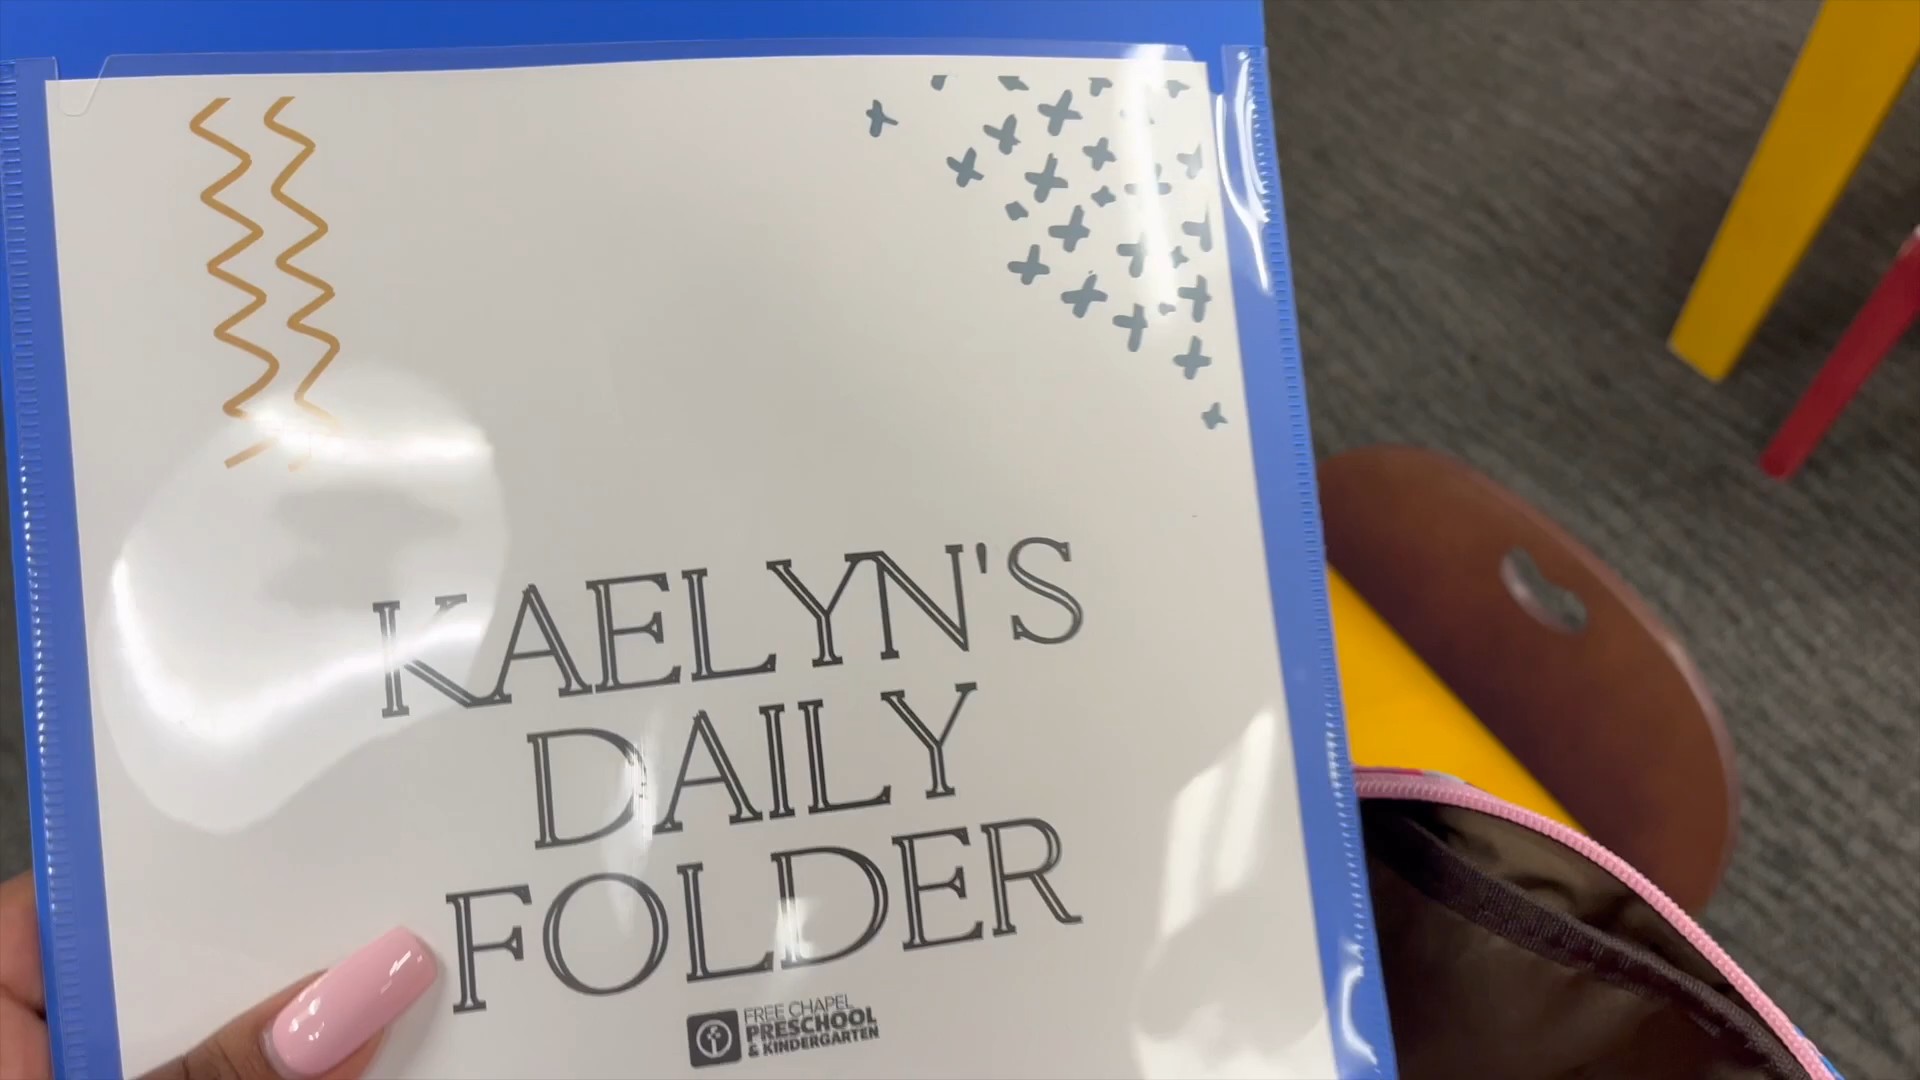 KAELYN'S
DAILY
FOLDER
FREE CHAPEL
PRESCHOOL
& KINDERGARTEN